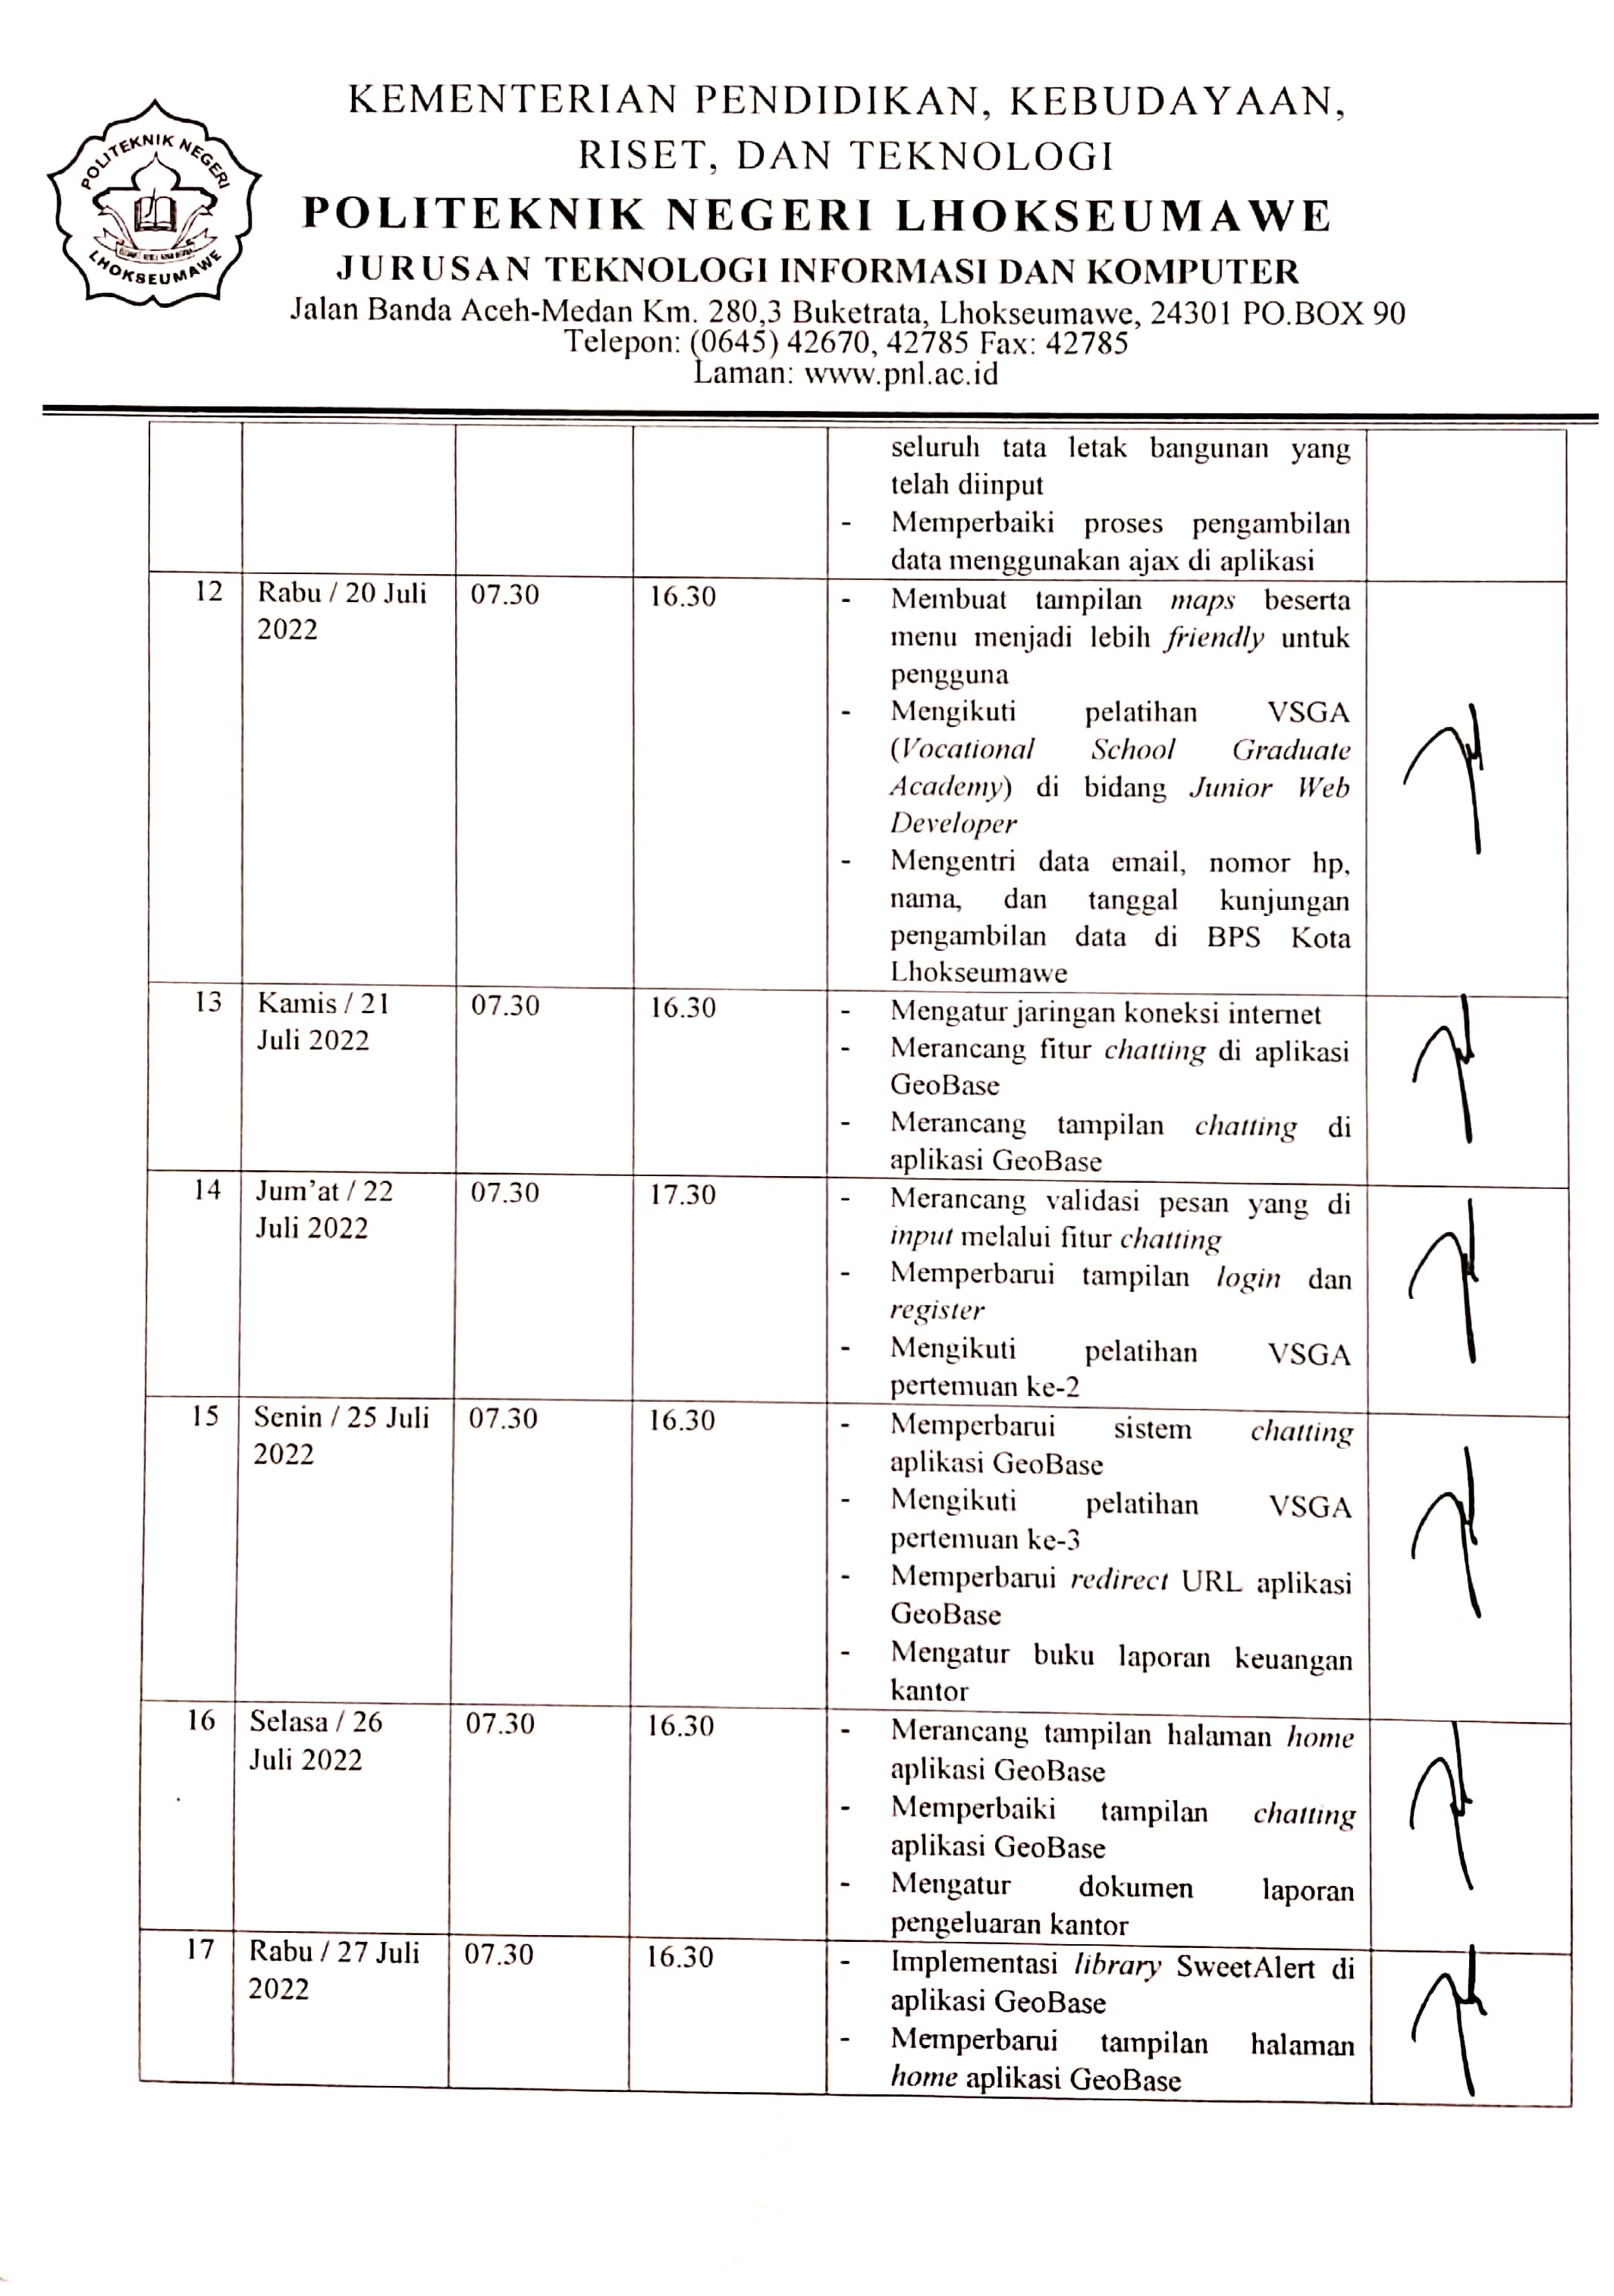 POLITEKNIK NEGERI
LHOKSEUMAWE
KEMENTERIAN PENDIDIKAN, KEBUDAYAAN,
RISET, DAN TEKNOLOGI
POLITEKNIK NEGERI LHOKSEUMAWE
JURUSAN TEKNOLOGI INFORMASI DAN KOMPUTER
Jalan Banda Aceh-Medan Km. 280,3 Buketrata, Lhokseumawe, 24301 PO.BOX 90
Telepon: (0645) 42670, 42785 Fax: 42785
Laman: www.pnl.ac.id
seluruh tata letak bangunan yang
telah diinput
- Memperbaiki proses pengambilan
data menggunakan ajax di aplikasi
12 Rabu / 20 Juli 07.30 16.30 - Membuat tampilan maps beserta
2022 menu menjadi lebih friendly untuk
pengguna
- Mengikuti pelatihan VSGA
(Vocational School Graduate
Academy) di bidang Junior Web
Developer
- Mengentri data email, nomor hp,
nama, dan tanggal kunjungan
pengambilan data di BPS Kota
Lhokseumawe
13 Kamis / 21 07.30 16.30 - Mengatur jaringan koneksi internet
Juli 2022 - Merancang fitur chatting di aplikasi
GeoBase
- Merancang tampilan chatting di
aplikasi GeoBase
14 Jum'at / 22 07.30 17.30 - Merancang validasi pesan yang di
Juli 2022 input melalui fitur chatting
- Memperbarui tampilan login dan
register
- Mengikuti pelatihan VSGA
pertemuan ke-2
15 Senin / 25 Juli 07.30 16.30 - Memperbarui sistem chatting
2022 aplikasi GeoBase
- Mengikuti pelatihan VSGA
pertemuan ke-3
- Memperbarui redirect URL aplikasi
GeoBase
- Mengatur buku laporan keuangan
kantor
16 Selasa / 26 07.30 16.30 - Merancang tampilan halaman home
Juli 2022 aplikasi GeoBase
- Memperbaiki tampilan chatting
aplikasi GeoBase
- Mengatur dokumen laporan
pengeluaran kantor
17 Rabu / 27 Juli 07.30 16.30 - Implementasi library SweetAlert di
2022 aplikasi GeoBase
- Memperbarui tampilan halaman
home aplikasi GeoBase